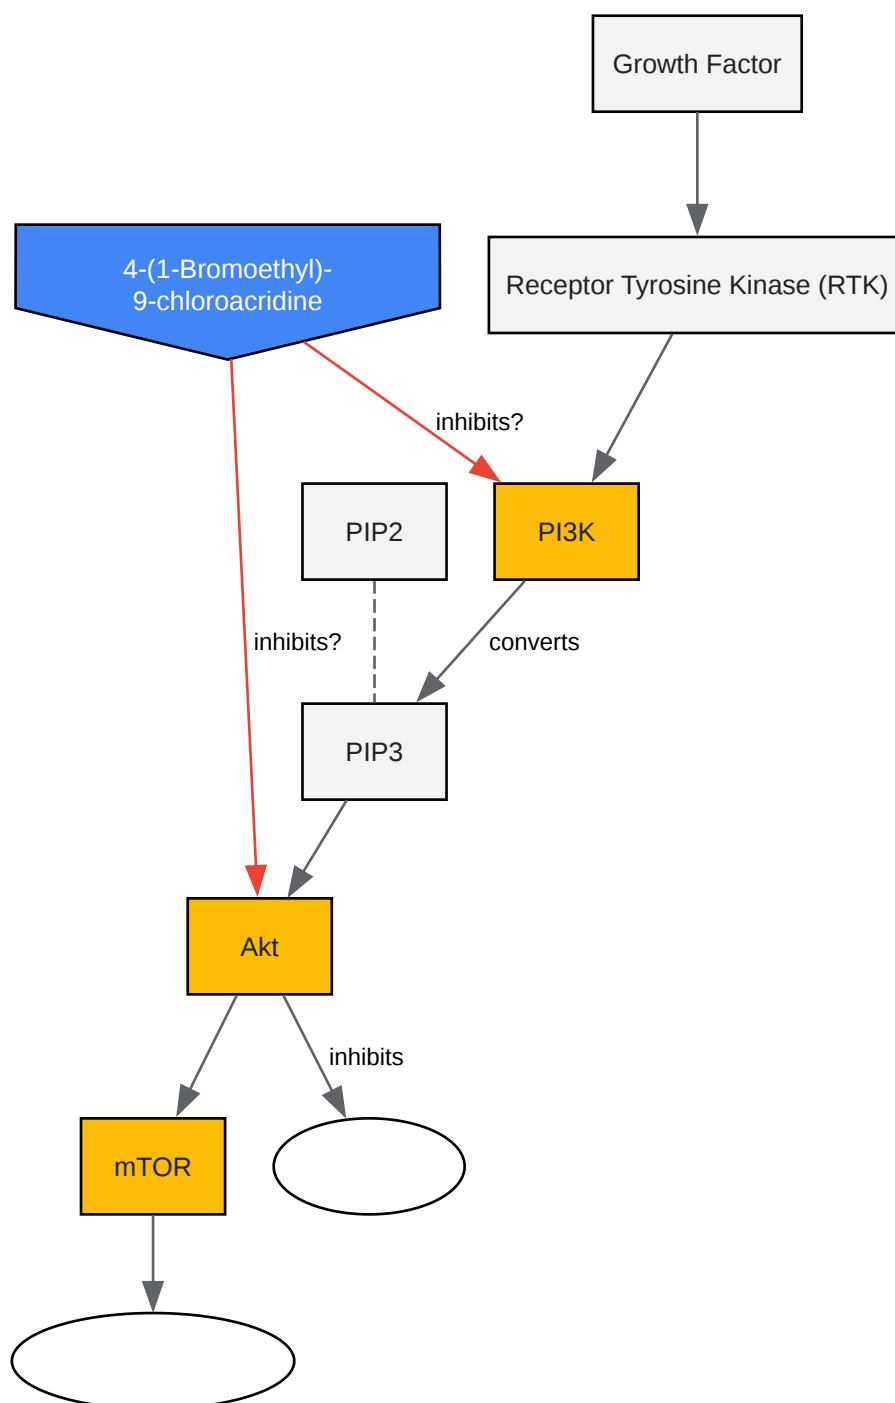 Growth Factor
4-(1-Bromoethyl)-
9-chloroacridine
Receptor Tyrosine Kinase (RTK)
inhibits?
PIP2
PI3K
inhibits?
converts
PIP3
Akt
inhibits
mTOR